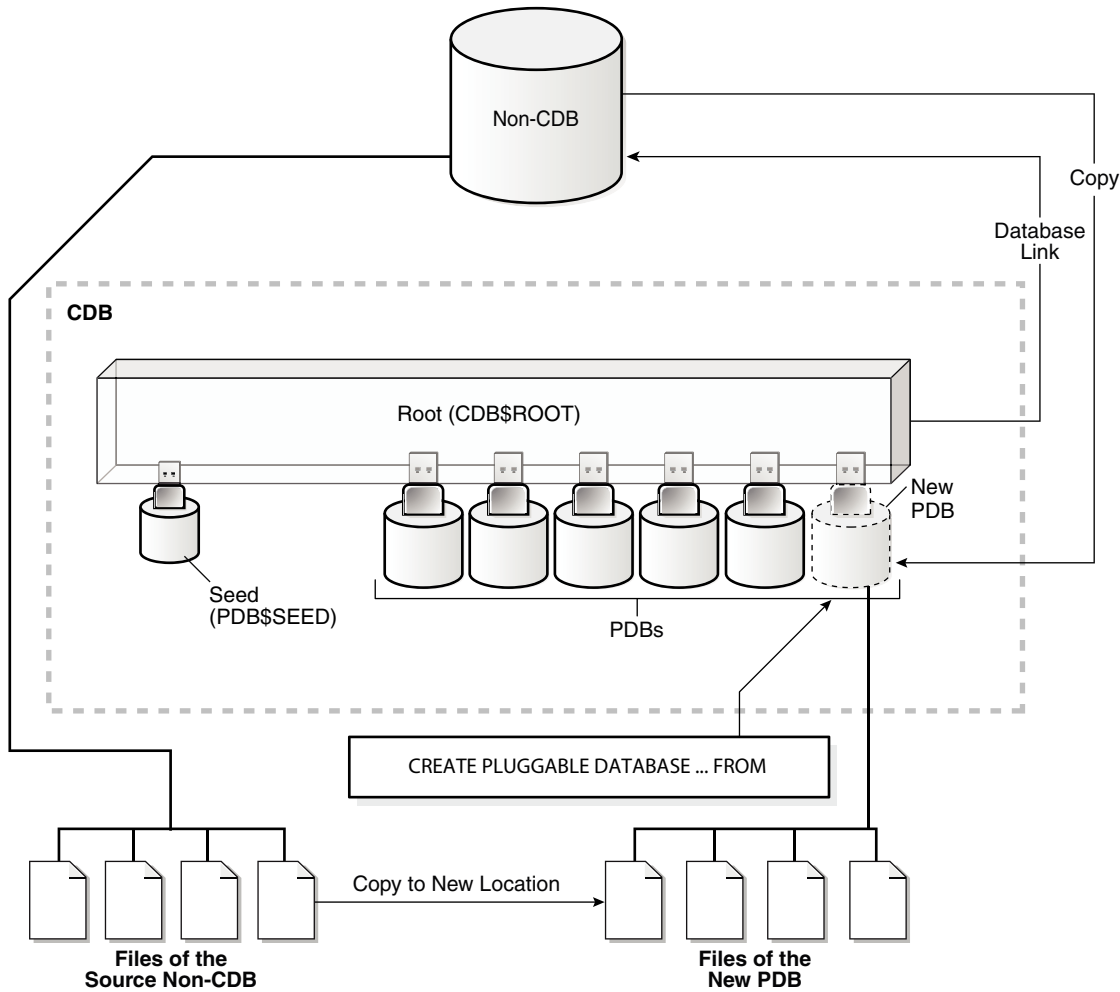 Non-CDB
Copy
Database
Link
CDB
Root (CDB$ROOT)
New
PDB
Seed
(PDB$SEED)
PDBs
CREATE PLUGGABLE DATABASE ... FROM
Copy to New Location
Files of the
Source Non-CDB
Files of the
New PDB